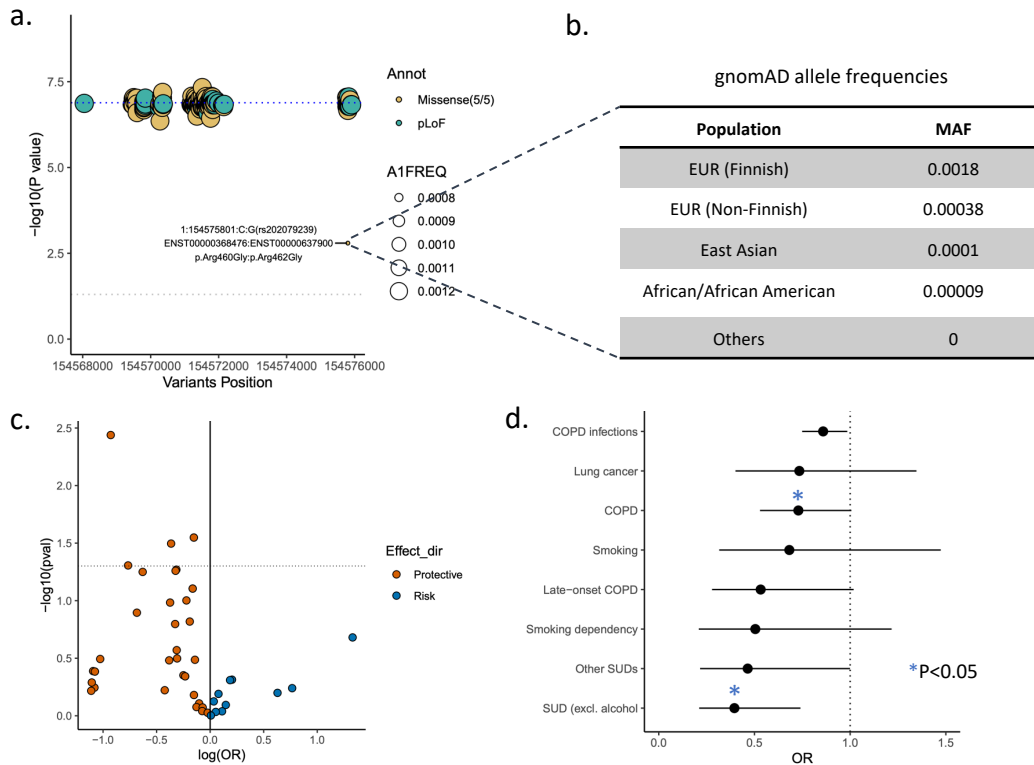 a.
7.5
5.0
2.5
0.0
−log10(P value)
154568000 154570000 154572000 154574000 154576000
Variants Position
1:154575801:C:G(rs202079239)
ENST00000368476:ENST00000637900
p.Arg460Gly:p.Arg462Gly
Annot
Missense(5/5)
pLoF
A1FREQ
0.0008
0.0009
0.0010
0.0011
0.0012
b.
gnomAD allele frequencies
Population MAF
EUR (Finnish) 0.0018
EUR (Non-Finnish) 0.00038
East Asian 0.0001
African/African American 0.00009
Others 0
c.
2.5
2.0
1.5
1.0
0.5
0.0
−log10(pval)
−1.0 −0.5 0.0 0.5 1.0
log(OR)
Effect_dir
Protective
Risk
d.
COPD infections
Lung cancer
*
COPD
Smoking
Late−onset COPD
Smoking dependency
Other SUDs
*P<0.05
*
SUD (excl. alcohol
0.0 0.5 1.0 1.5
OR